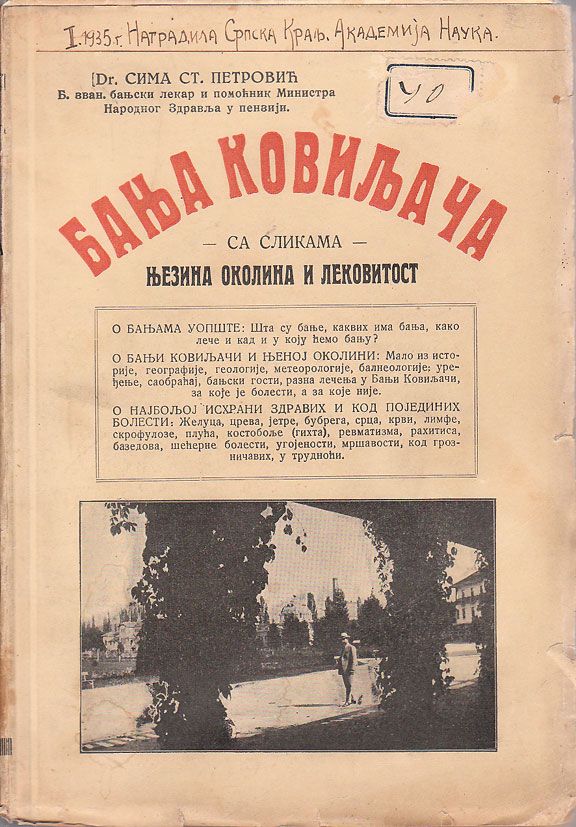 I. 1935.г. НАГРАДИЛА СРПСКА КРАЉ. АКАДЕМИЈА НАУКА.
Dr. СИМА СТ. ПЕТРОВИЋ
Б. зван. бањски лекар и помоћник Министра
Народног Здравља у пензији.
40
БАЊА КОВИЉАЧА
— СА СЛИКАМА —
ЊЕЗИНА ОКОЛИНА И ЛЕКОВИТОСТ
О БАЊАМА УОПШТЕ: Шта су бање, каквих има бања, како
лече и кад и у коју ћемо бању?
О БАЊИ КОВИЉАЧИ И ЊЕНОЈ ОКОЛИНИ: Мало из исто-
рије, географије, геологије, метеорологије, балнеологије; уре-
ђење, саобраћај, бањски гости, разна лечења у Бањи Ковиљачи,
за које је болести, а за које није.
О НАЈБОЉОЈ ИСХРАНИ ЗДРАВИХ И КОД ПОЈЕДИНИХ
БОЛЕСТИ: Желуца, црева, јетре, бубрега, срца, крви, лимфе,
скрофулозе, плућа, костобоље (гихта), ревматизма, рахитиса,
базедова, шећерне болести, угојености, мршавости, код гроз-
ничавих, у трудноћи.